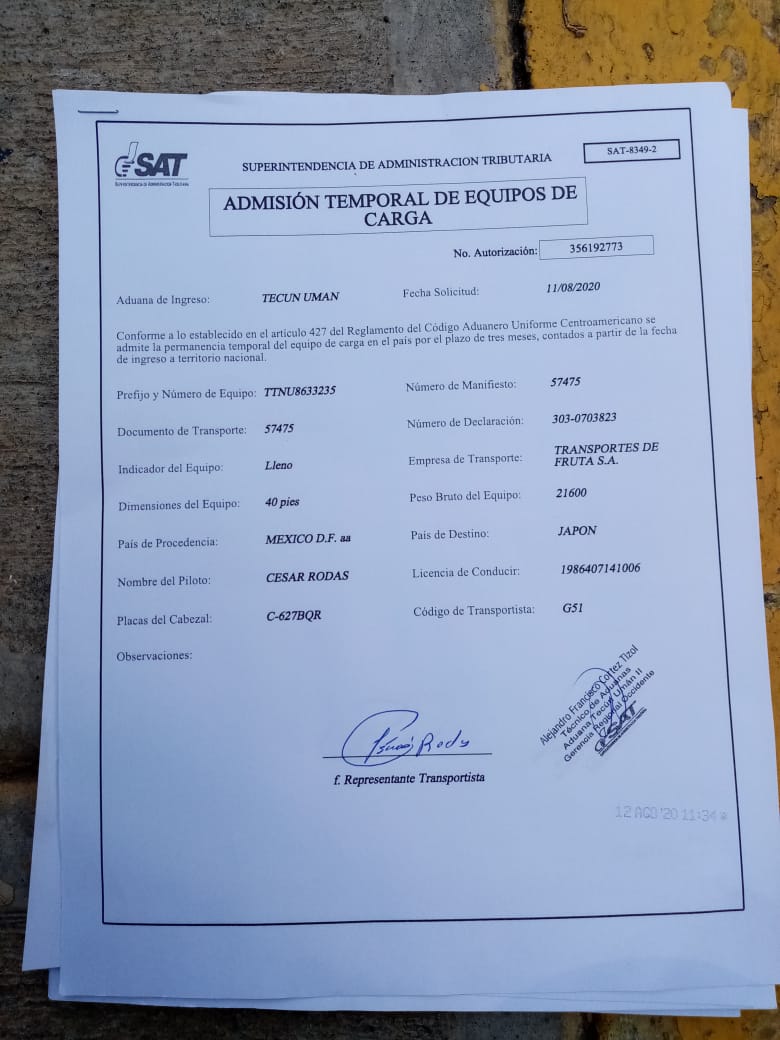 SAT
SUPERINTENDENCIA DE ADMINISTRACION TRIBUTARIA
SUPERINTENDENCIA DE ADMINISTRACION TRIBUTARIA
SAT-8349-2
ADMISIÓN TEMPORAL DE EQUIPOS DE
CARGA
No. Autorización: 356192773
Aduana de Ingreso: TECUN UMAN Fecha Solicitud: 11/08/2020
Conforme a lo establecido en el articulo 427 del Reglamento del Código Aduanero Uniforme Centroamericano se
admite la permanencia temporal del equipo de carga en el país por el plazo de tres meses, contados a partir de la fecha
de ingreso a territorio nacional.
Prefijo y Número de Equipo: TTNU8633235 Número de Manifiesto: 57475
Documento de Transporte: 57475 Número de Declaración: 303-0703823
Indicador del Equipo: Lleno Empresa de Transporte: TRANSPORTES DE
FRUTA S.A.
Dimensiones del Equipo: 40 pies Peso Bruto del Equipo: 21600
País de Procedencia: MEXICO D.F. aa País de Destino: JAPON
Nombre del Piloto: CESAR RODAS Licencia de Conducir: 1986407141006
Placas del Cabezal: C-627BQR Código de Transportista: G51
Observaciones:
Alejandro Francisco Cortez Tizol
Técnico de Aduanas
Aduana Tecún Umán II
Gerencia Regional Occidente
SAT
f. Representante Transportista
12 AGO '20 11:34